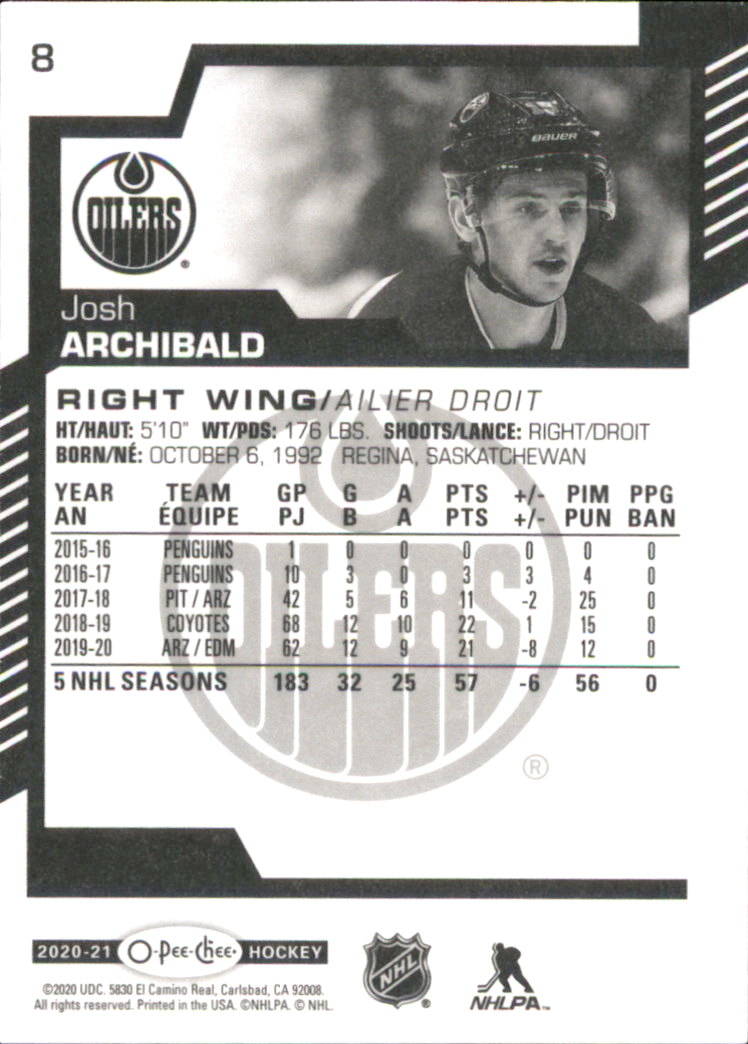 8
BAUER
OILERS
®
Josh
ARCHIBALD
RIGHT WING/AILIER DROIT
HT/HAUT: 5'10" WT/PDS: 176 LBS. SHOOTS/LANCE: RIGHT/DROIT
BORN/NÉ: OCTOBER 6, 1992 REGINA, SASKATCHEWAN
YEAR TEAM GP G A PTS +/- PIM PPG
AN ÉQUIPE PJ B A PTS +/- PUN BAN
2015-16 PENGUINS 1 0 0 0 0 0 0
2016-17 PENGUINS 10 3 0 3 3 4 0
2017-18 PIT / ARZ 42 5 6 11 -2 25 0
2018-19 COYOTES 68 12 10 22 1 15 0
2019-20 ARZ / EDM 62 12 9 21 -8 12 0
5 NHL SEASONS 183 32 25 57 -6 56 0
OILERS
®
2020-21 O-Pee-Chee® HOCKEY
NHL ®
NHLPA™
©2020 UDC. 5830 El Camino Real, Carlsbad, CA 92008.
All rights reserved. Printed in the USA. ©NHLPA. © NHL.